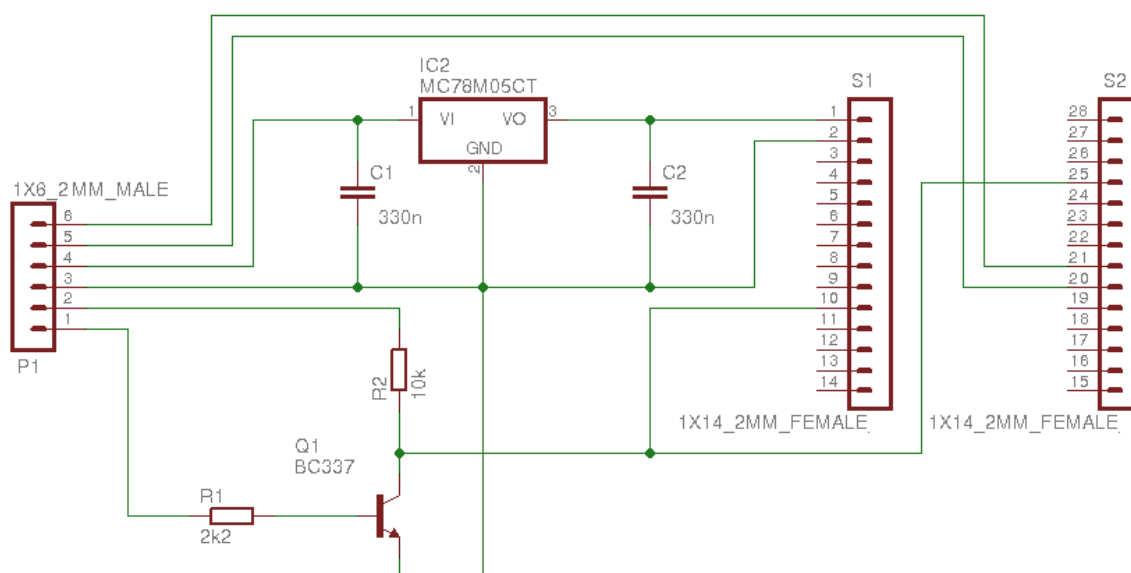 IC2
MC78M05CT
1
VI
VO
3
GND
2
C1
330n
C2
330n
1X6_2MM_MALE
6
5
4
3
2
1
P1
S1
1
2
3
4
5
6
7
8
9
10
11
12
13
14
1X14_2MM_FEMALE
S2
28
27
26
25
24
23
22
21
20
19
18
17
16
15
1X14_2MM_FEMALE
R2
10k
Q1
BC337
R1
2k2